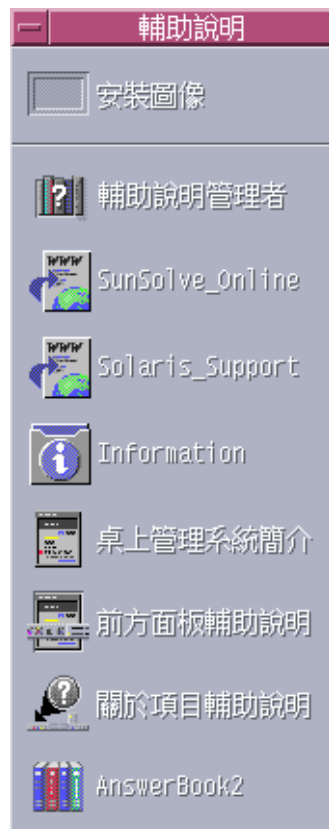 輔助說明
安裝圖像
輔助說明管理者
SunSolve_Online
Solaris_Support
Information
桌上管理系統簡介
前方面板輔助說明
關於項目輔助說明
AnswerBook2